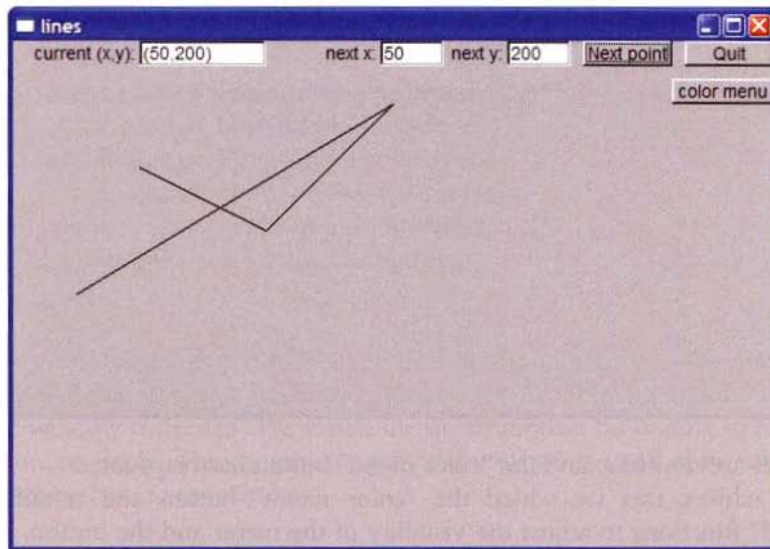 lines
current (x,y): (50,200) next x: 50 next y: 200 Next point Quit
color menu